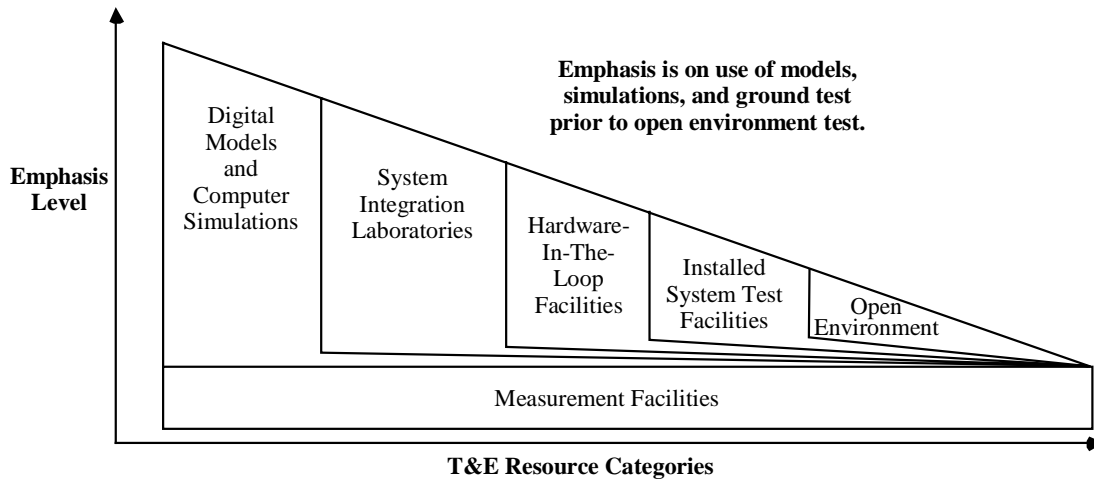 Emphasis is on use of models,
simulations, and ground test
prior to open environment test.
Emphasis
Level
Digital
Models
and
Computer
Simulations
System
Integration
Laboratories
Hardware-
In-The-
Loop
Facilities
Installed
System Test
Facilities
Open
Environment
Measurement Facilities
T&E Resource Categories